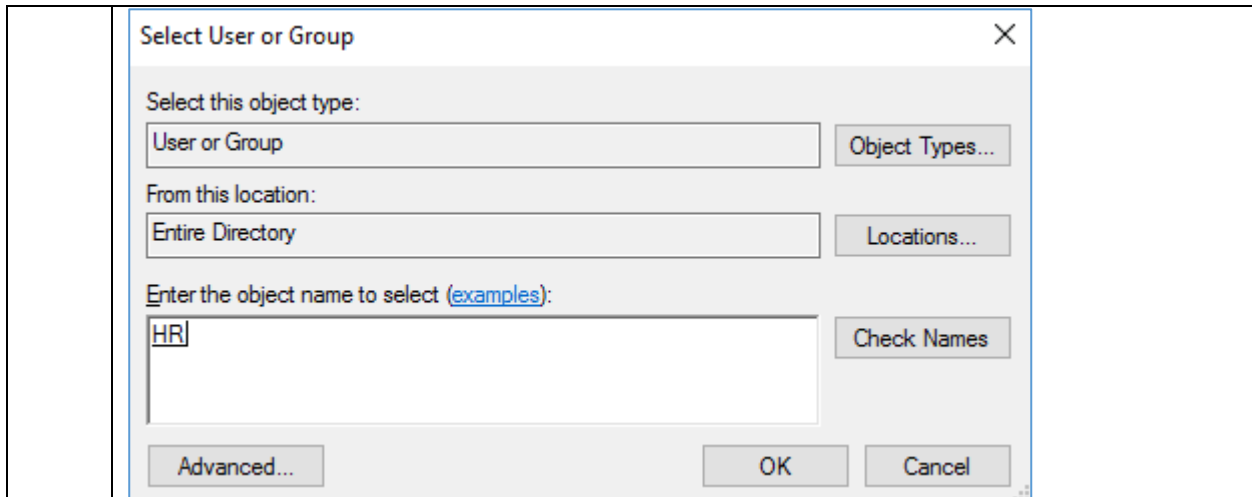 Select User or Group
Select this object type:
User or Group
Object Types...
From this location:
Entire Directory
Locations...
Enter the object name to select (examples):
HR
Check Names
Advanced...
OK
Cancel